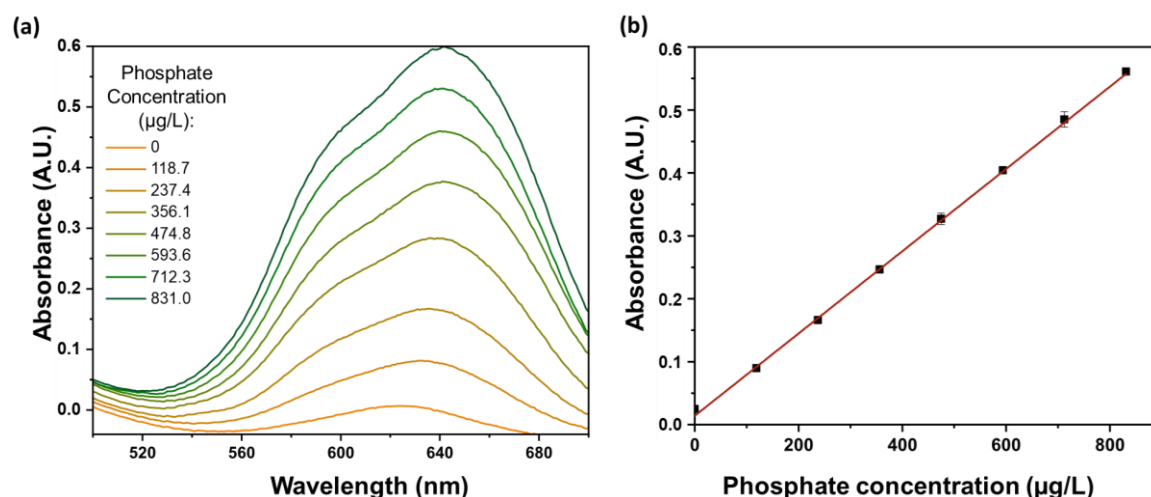 (a)
Absorbance (A.U.)
0.6
0.5
0.4
0.3
0.2
0.1
0.0
Phosphate
Concentration
(µg/L):
0
118.7
237.4
356.1
474.8
593.6
712.3
831.0
520 560 600 640 680
Wavelength (nm)
(b)
Absorbance (A.U.)
0.6
0.5
0.4
0.3
0.2
0.1
0.0
0 200 400 600 800
Phosphate concentration (µg/L)